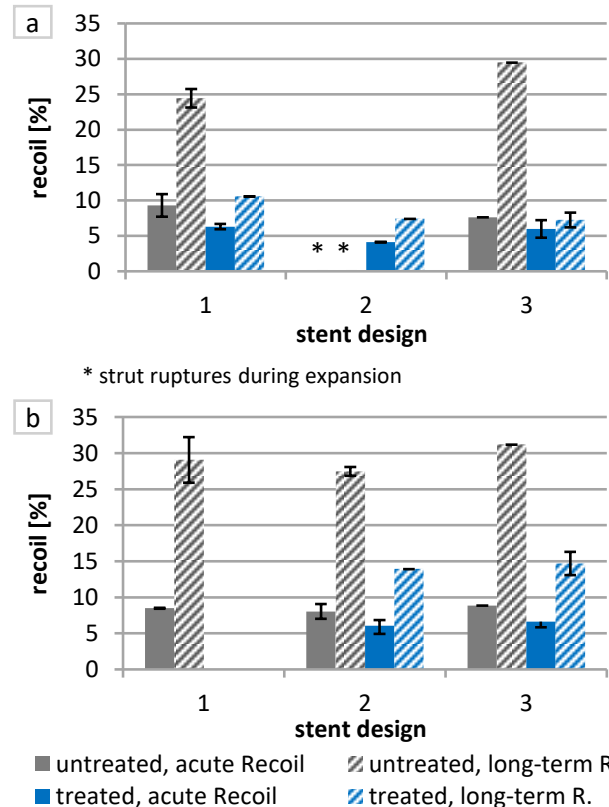 a
35
30
25
20
15
10
5
0
recoil [%]
* *
1 2 3
stent design
* strut ruptures during expansion
b
35
30
25
20
15
10
5
0
recoil [%]
1 2 3
stent design
untreated, acute Recoil untreated, long-term R
treated, acute Recoil treated, long-term R.